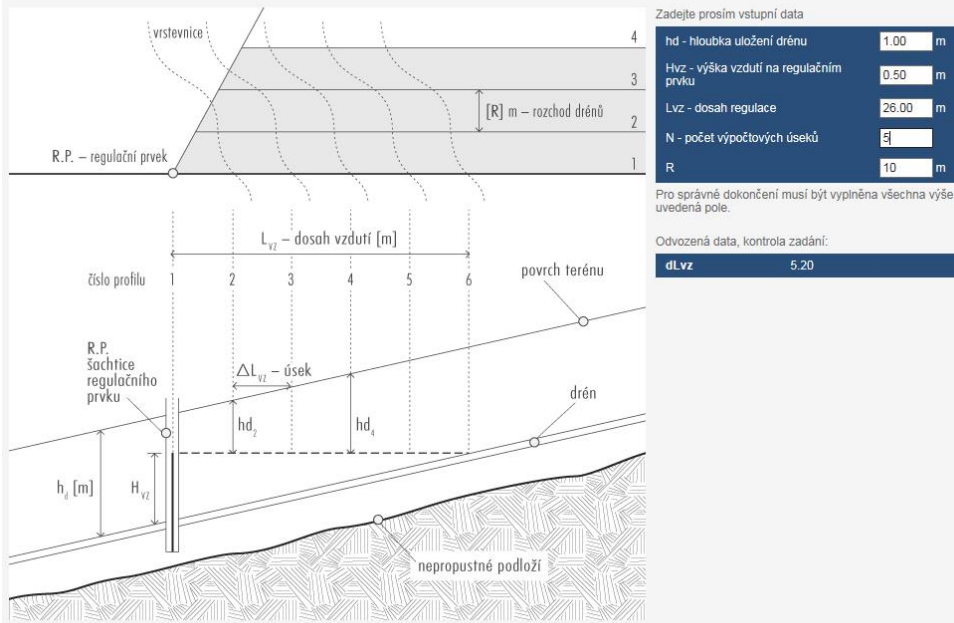 vrstevnice
4
3
[R] m – rozchod drénů
2
R.P. – regulační prvek
1
L_vz – dosah vzdutí [m]
číslo profilu 1 2 3 4 5 6
povrch terénu
R.P.
šachtice
regulačního
prvku
△L_vz – úsek
drén
hd_2
hd_4
h_d [m]
H_vz
nepropustné podloží
Zadejte prosím vstupní data
hd - hloubka uložení drénu 1.00 m
Hvz - výška vzdutí na regulačním
prvku 0.50 m
Lvz - dosah regulace 26.00 m
N - počet výpočtových úseků 5
R 10 m
Pro správné dokončení musí být vyplněna všechna výše
uvedená pole.
Odvozená data, kontrola zadání:
dLvz 5.20